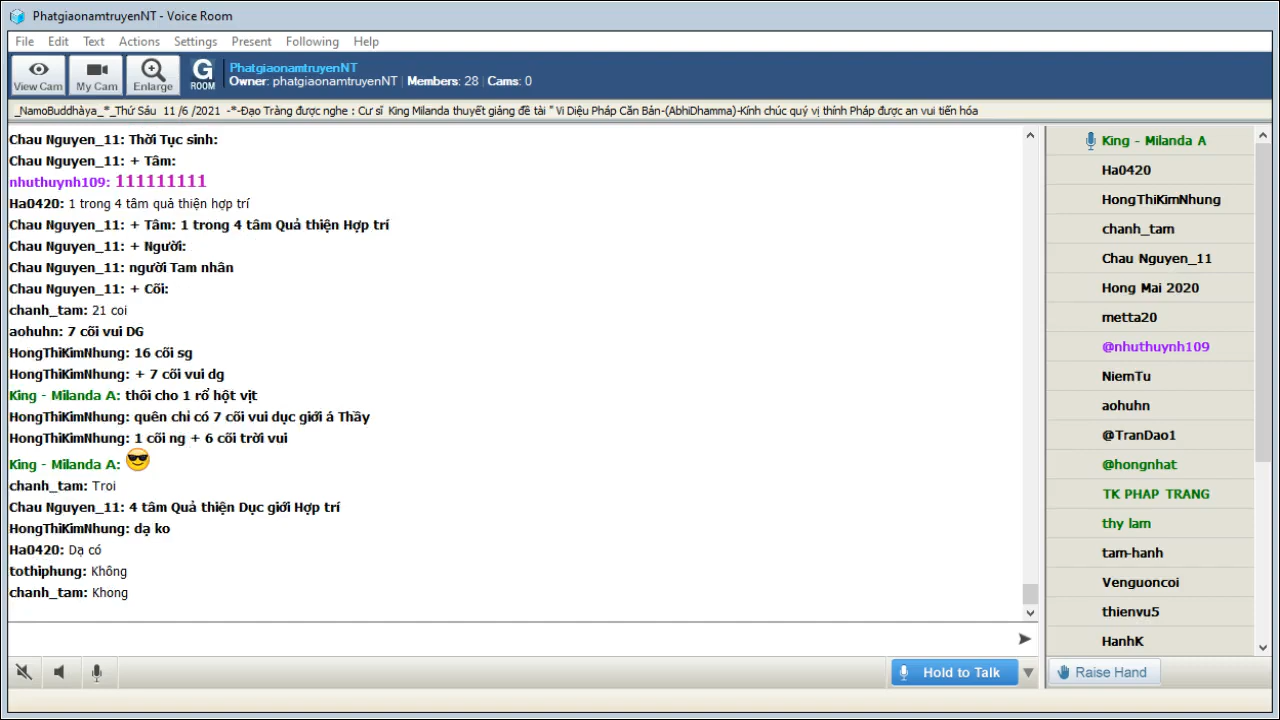 PhatgiaonamtruyenNT - Voice Room
File Edit Text Actions Settings Present Following Help
View Cam My Cam Enlarge G ROOM
PhatgiaonamtruyenNT
Owner: phatgiaonamtruyenNT | Members: 28 | Cams: 0
_NamoBuddhàya_*_Thứ Sáu 11 /6 /2021 -*-Đạo Tràng được nghe : Cư sĩ King Milanda thuyết giảng đề tài " Vi Diệu Pháp Căn Bản-(AbhiDhamma)-Kính chúc quý vị thính Pháp được an vui tiến hóa
Chau Nguyen_11: Thời Tục sinh:
Chau Nguyen_11: + Tâm:
nhuthuynh109: 111111111
Ha0420: 1 trong 4 tâm quả thiện hợp trí
Chau Nguyen_11: + Tâm: 1 trong 4 tâm Quả thiện Hợp trí
Chau Nguyen_11: + Người:
Chau Nguyen_11: người Tam nhân
Chau Nguyen_11: + Cõi:
chanh_tam: 21 coi
aohuhn: 7 cõi vui DG
HongThiKimNhung: 16 cõi sg
HongThiKimNhung: + 7 cõi vui dg
King - Milanda A: thôi cho 1 rổ hột vịt
HongThiKimNhung: quên chỉ có 7 cõi vui dục giới á Thầy
HongThiKimNhung: 1 cõi ng + 6 cõi trời vui
King - Milanda A:
chanh_tam: Troi
Chau Nguyen_11: 4 tâm Quả thiện Dục giới Hợp trí
HongThiKimNhung: dạ ko
Ha0420: Dạ có
tothiphung: Không
chanh_tam: Khong
King - Milanda A
Ha0420
HongThiKimNhung
chanh_tam
Chau Nguyen_11
Hong Mai 2020
metta20
@nhuthuynh109
NiemTu
aohuhn
@TranDao1
@hongnhat
TK PHAP TRANG
thy lam
tam-hanh
Venguoncoi
thienvu5
HanhK
Hold to Talk
Raise Hand